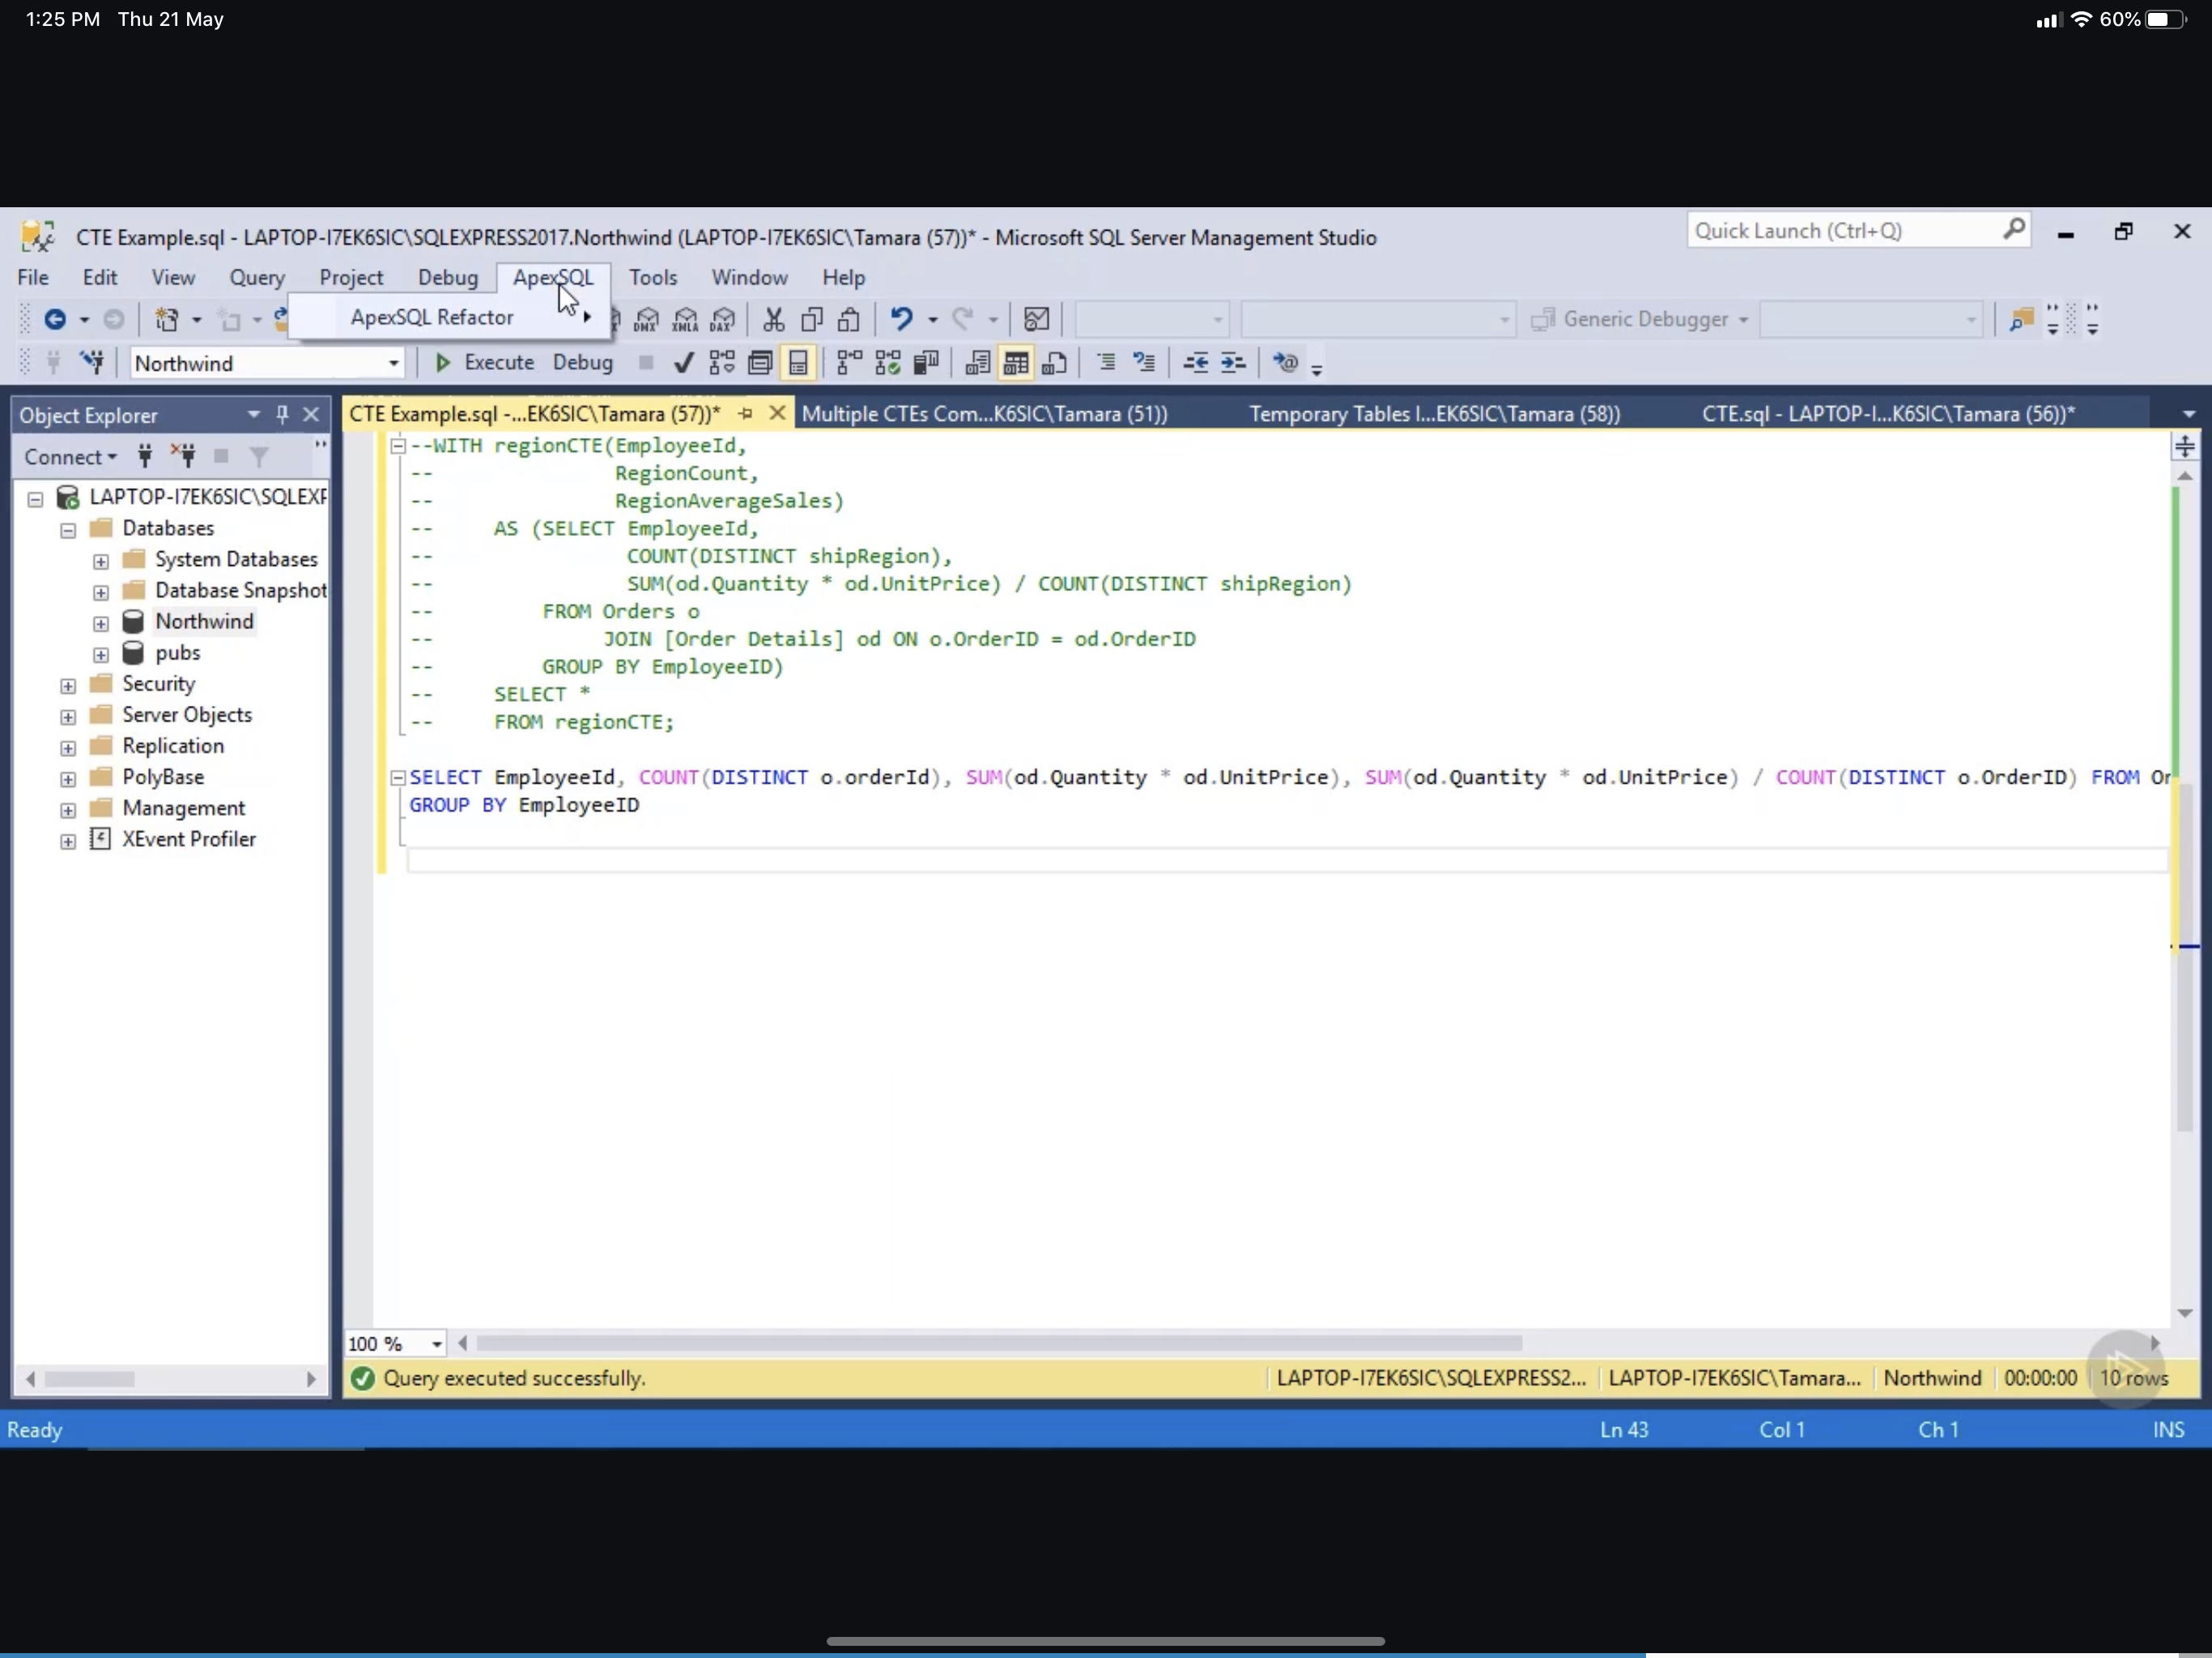 1:25 PM Thu 21 May
60%
CTE Example.sql - LAPTOP-I7EK6SIC\SQLEXPRESS2017.Northwind (LAPTOP-I7EK6SIC\Tamara (57))* - Microsoft SQL Server Management Studio
Quick Launch (Ctrl+Q)
File Edit View Query Project Debug ApexSQL Tools Window Help
ApexSQL Refactor
DMX XMLA DAX
Generic Debugger
Northwind
Execute Debug
Object Explorer
CTE Example.sql -...EK6SIC\Tamara (57))*
Multiple CTEs Com...K6SIC\Tamara (51))
Temporary Tables I...EK6SIC\Tamara (58))
CTE.sql - LAPTOP-I...K6SIC\Tamara (56))*
Connect
LAPTOP-I7EK6SIC\SQLEXP
Databases
System Databases
Database Snapshot
Northwind
pubs
Security
Server Objects
Replication
PolyBase
Management
XEvent Profiler
--WITH regionCTE(EmployeeId,
-- RegionCount,
-- RegionAverageSales)
-- AS (SELECT EmployeeId,
-- COUNT(DISTINCT shipRegion),
-- SUM(od.Quantity * od.UnitPrice) / COUNT(DISTINCT shipRegion)
-- FROM Orders o
-- JOIN [Order Details] od ON o.OrderID = od.OrderID
-- GROUP BY EmployeeID)
-- SELECT *
-- FROM regionCTE;
SELECT EmployeeId, COUNT(DISTINCT o.orderId), SUM(od.Quantity * od.UnitPrice), SUM(od.Quantity * od.UnitPrice) / COUNT(DISTINCT o.OrderID) FROM Or
GROUP BY EmployeeID
100 %
Query executed successfully.
LAPTOP-I7EK6SIC\SQLEXPRESS2... LAPTOP-I7EK6SIC\Tamara... Northwind 00:00:00 10 rows
Ready
Ln 43 Col 1 Ch 1 INS